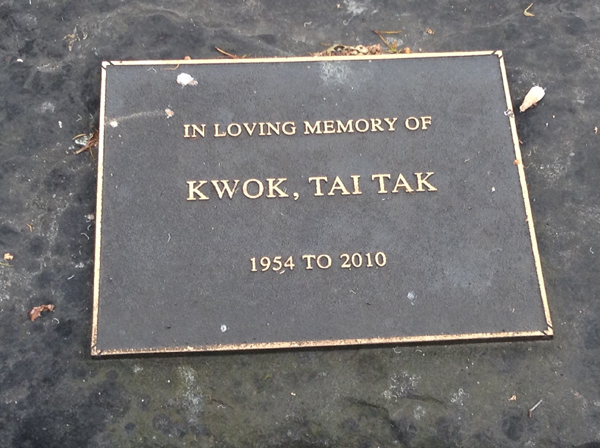 IN LOVING MEMORY OF
KWOK, TAI TAK
1954 TO 2010